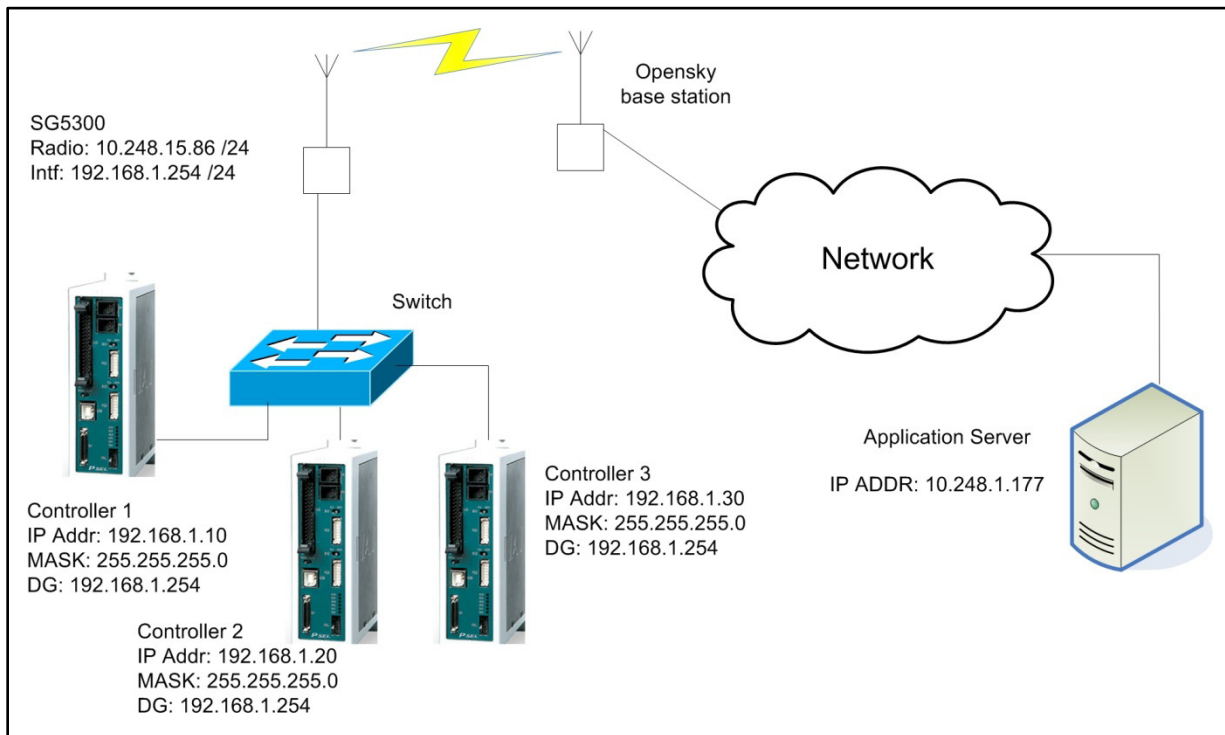 Opensky
base station
SG5300
Radio: 10.248.15.86 /24
Intf: 192.168.1.254 /24
Network
Switch
Application Server
IP ADDR: 10.248.1.177
Controller 1
IP Addr: 192.168.1.10
MASK: 255.255.255.0
DG: 192.168.1.254
Controller 2
IP Addr: 192.168.1.20
MASK: 255.255.255.0
DG: 192.168.1.254
Controller 3
IP Addr: 192.168.1.30
MASK: 255.255.255.0
DG: 192.168.1.254
P SEL
P SEL
P SEL